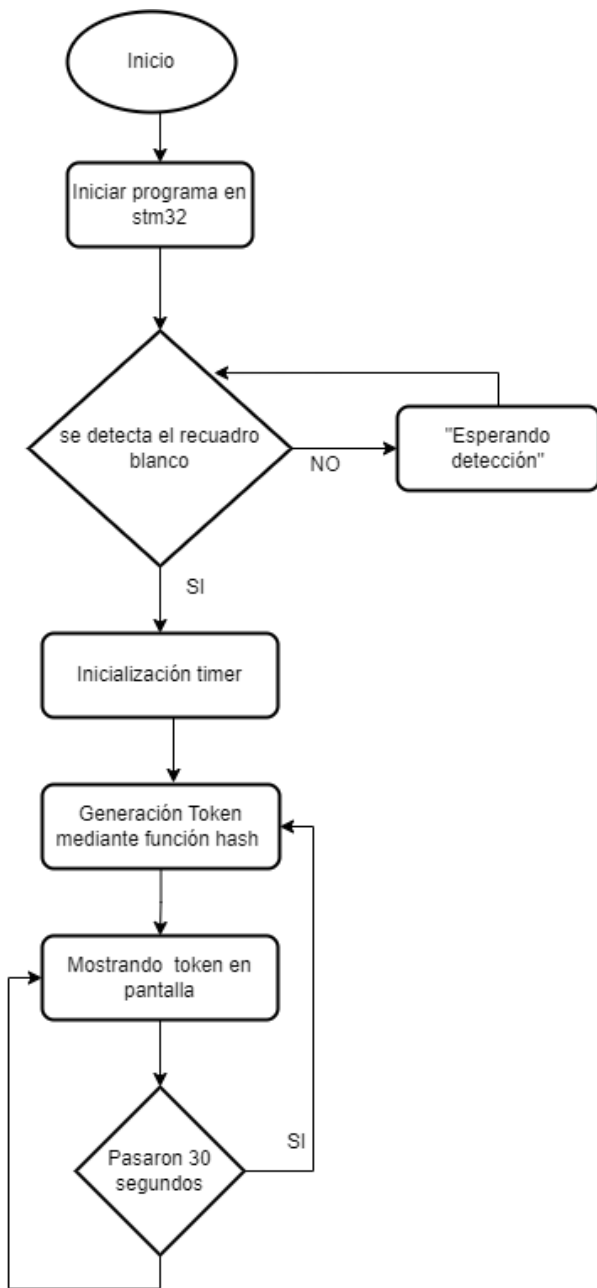 Inicio
Iniciar programa en
stm32
se detecta el recuadro
blanco
NO
"Esperando
detección"
SI
Inicialización timer
Generación Token
mediante función hash
Mostrando token en
pantalla
Pasaron 30
segundos
SI